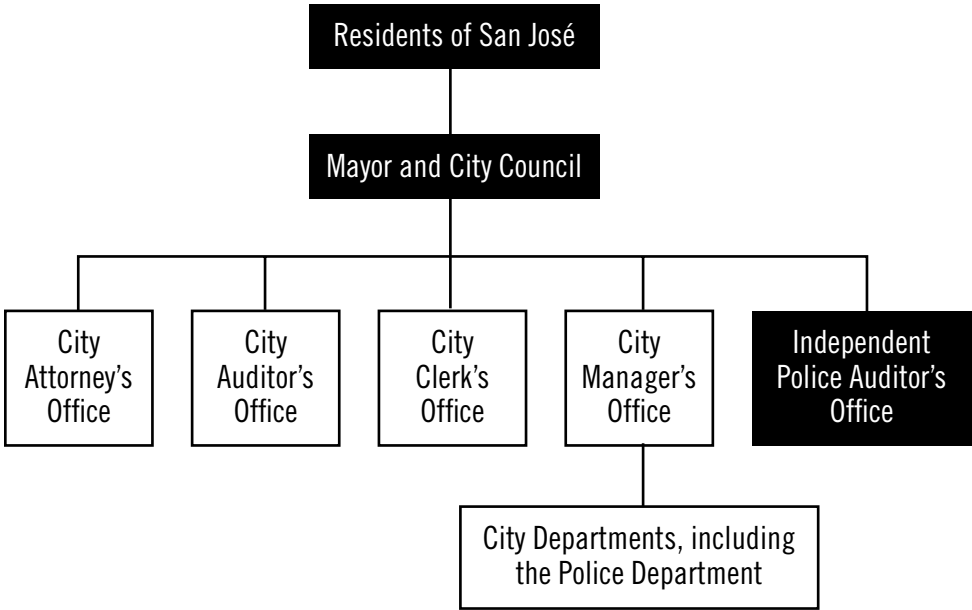 Residents of San José
Mayor and City Council
City
Attorney’s
Office
City
Auditor’s
Office
City
Clerk’s
Office
City
Manager’s
Office
Independent
Police Auditor’s
Office
City Departments, including
the Police Department